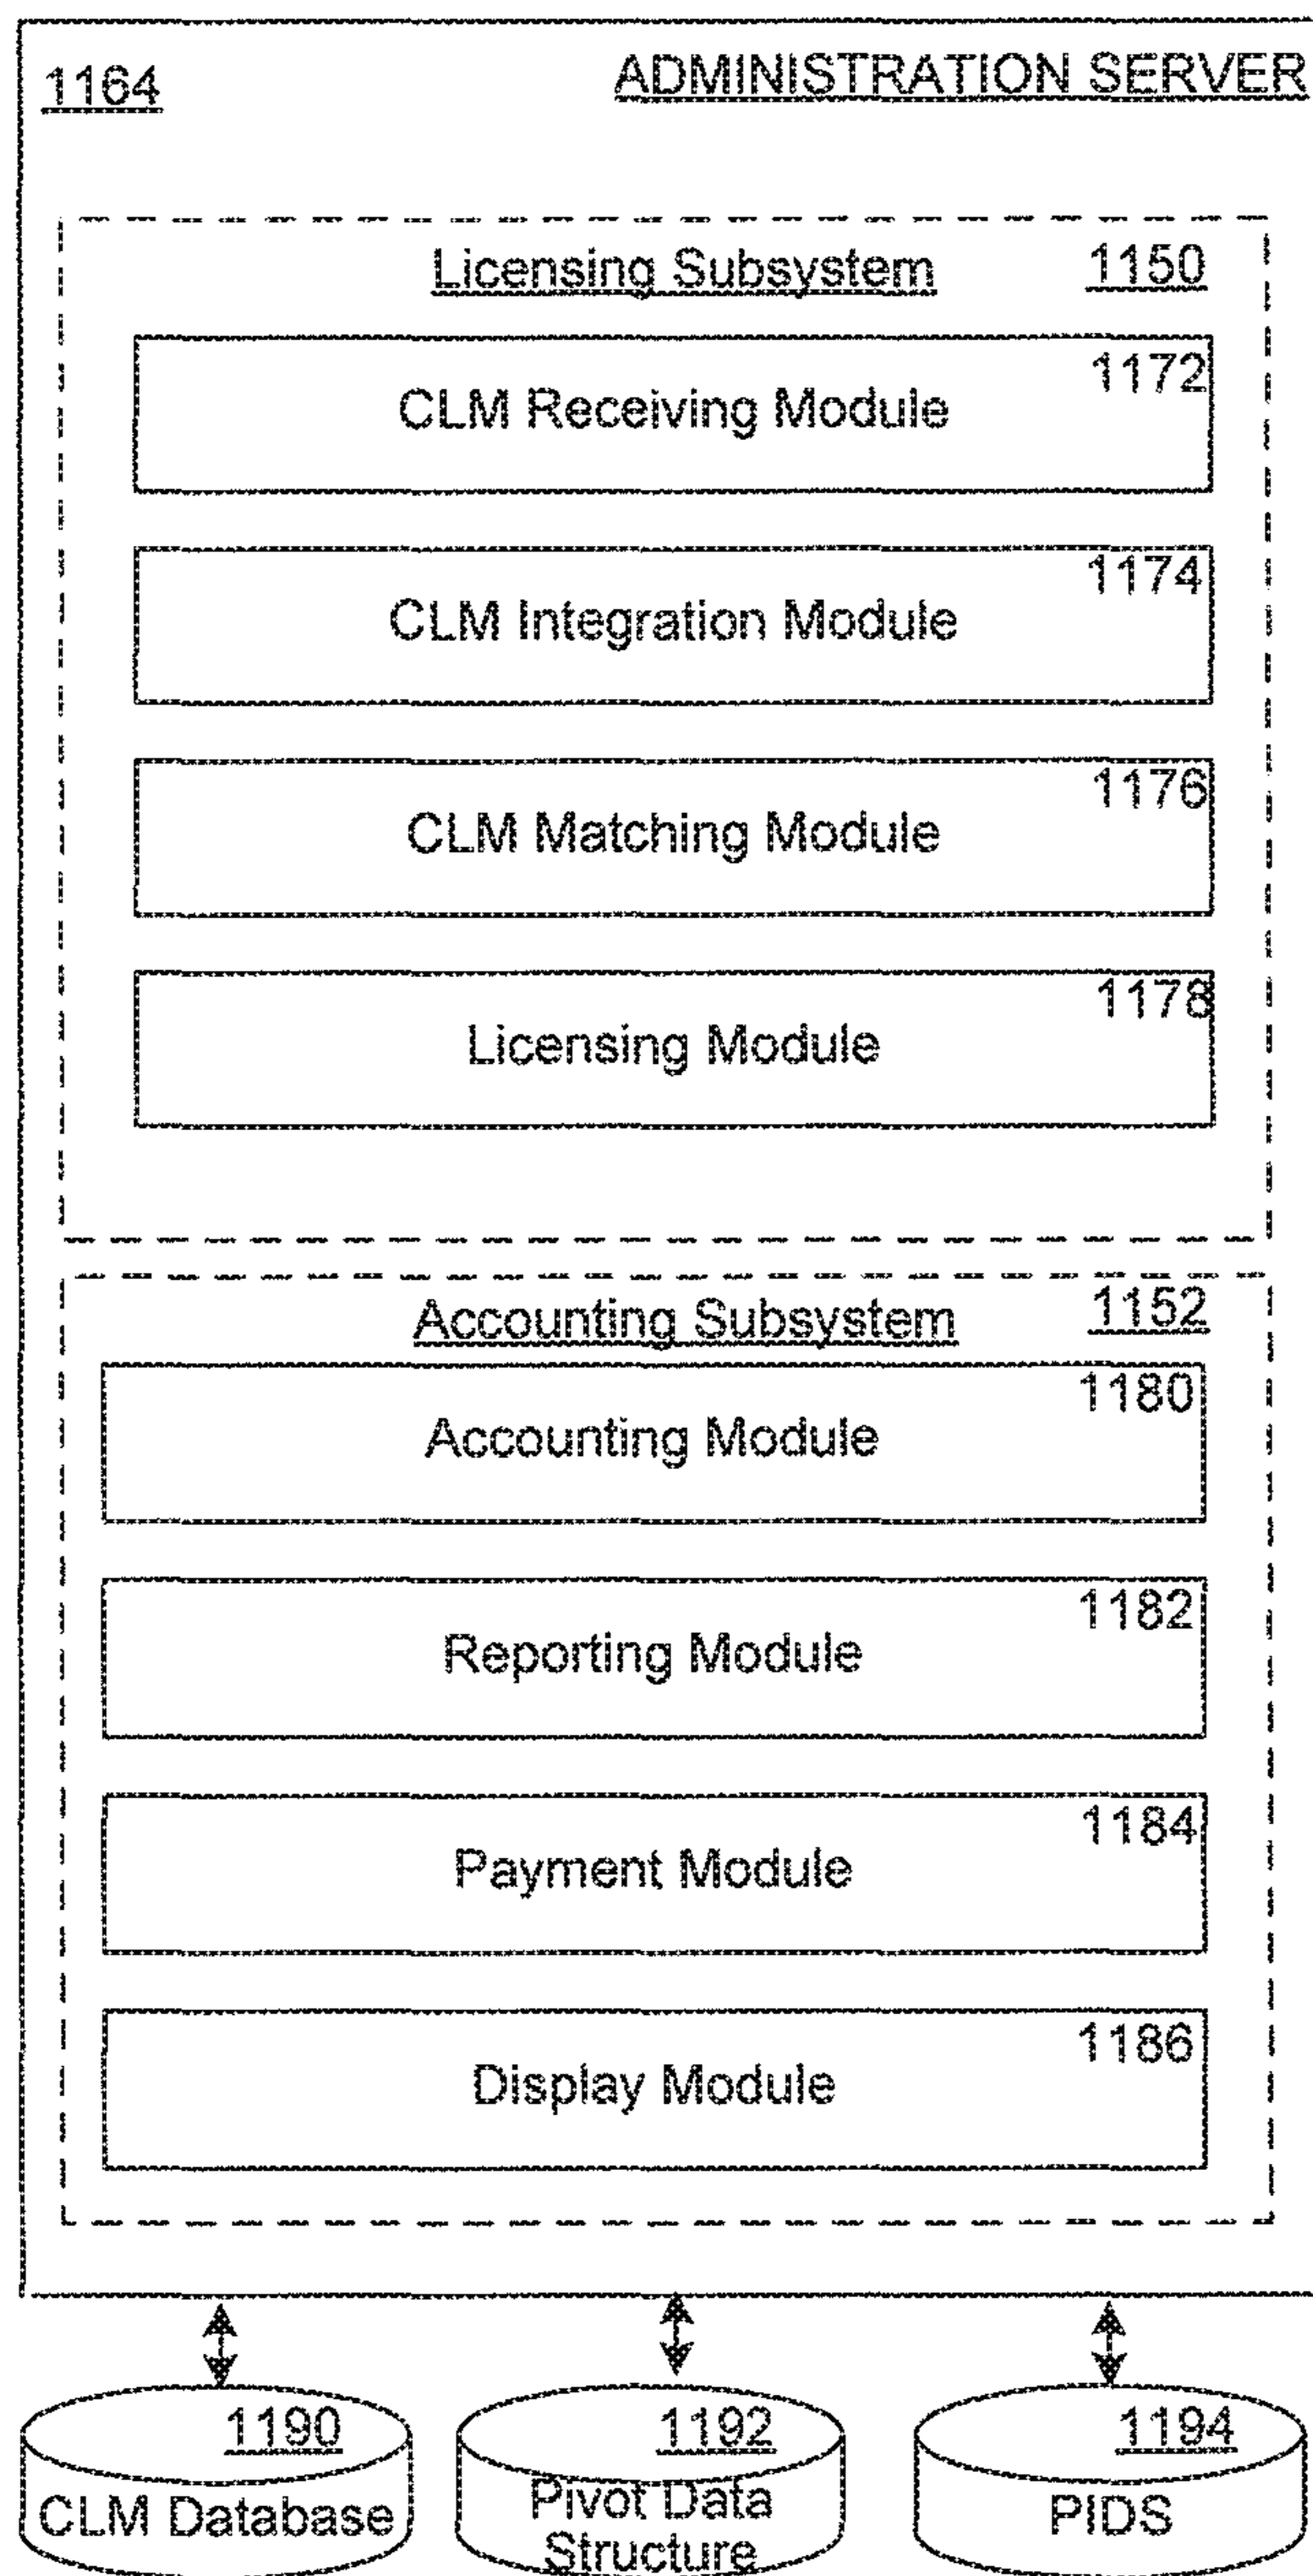 1164 ADMINISTRATION SERVER
Licensing Subsystem 1150
1172
CLM Receiving Module
1174
CLM Integration Module
1176
CLM Matching Module
1178
Licensing Module
Accounting Subsystem 1152
1180
Accounting Module
1182
Reporting Module
1184
Payment Module
1186
Display Module
1190
CLM Database
1192
Pivot Data
Structure
1194
PIDS